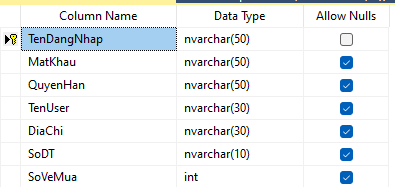 Column Name Data Type Allow Nulls
TenDangNhap nvarchar(50)
MatKhau nvarchar(50)
QuyenHan nvarchar(50)
TenUser nvarchar(30)
DiaChi nvarchar(30)
SoDT nvarchar(10)
SoVeMua int